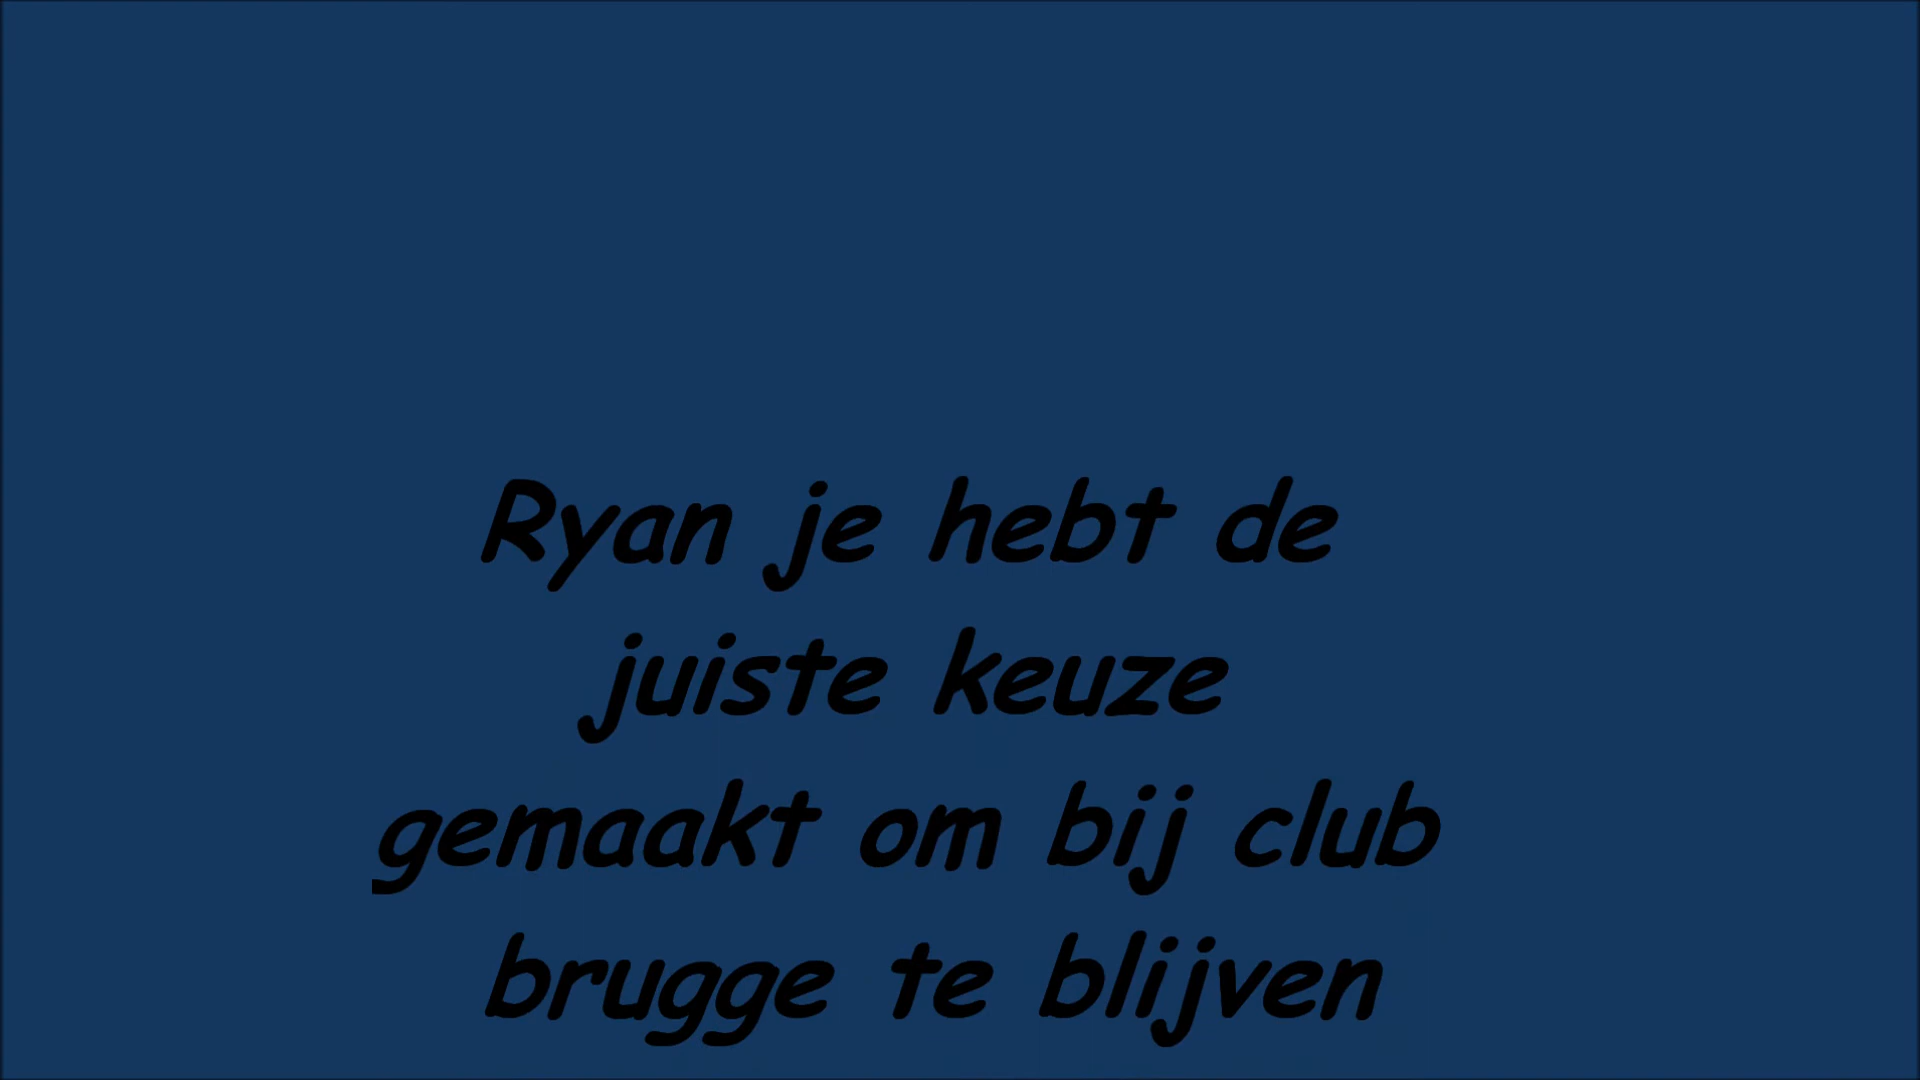 Ryan je hebt de
juiste keuze
gemaakt om bij club
brugge te blijven